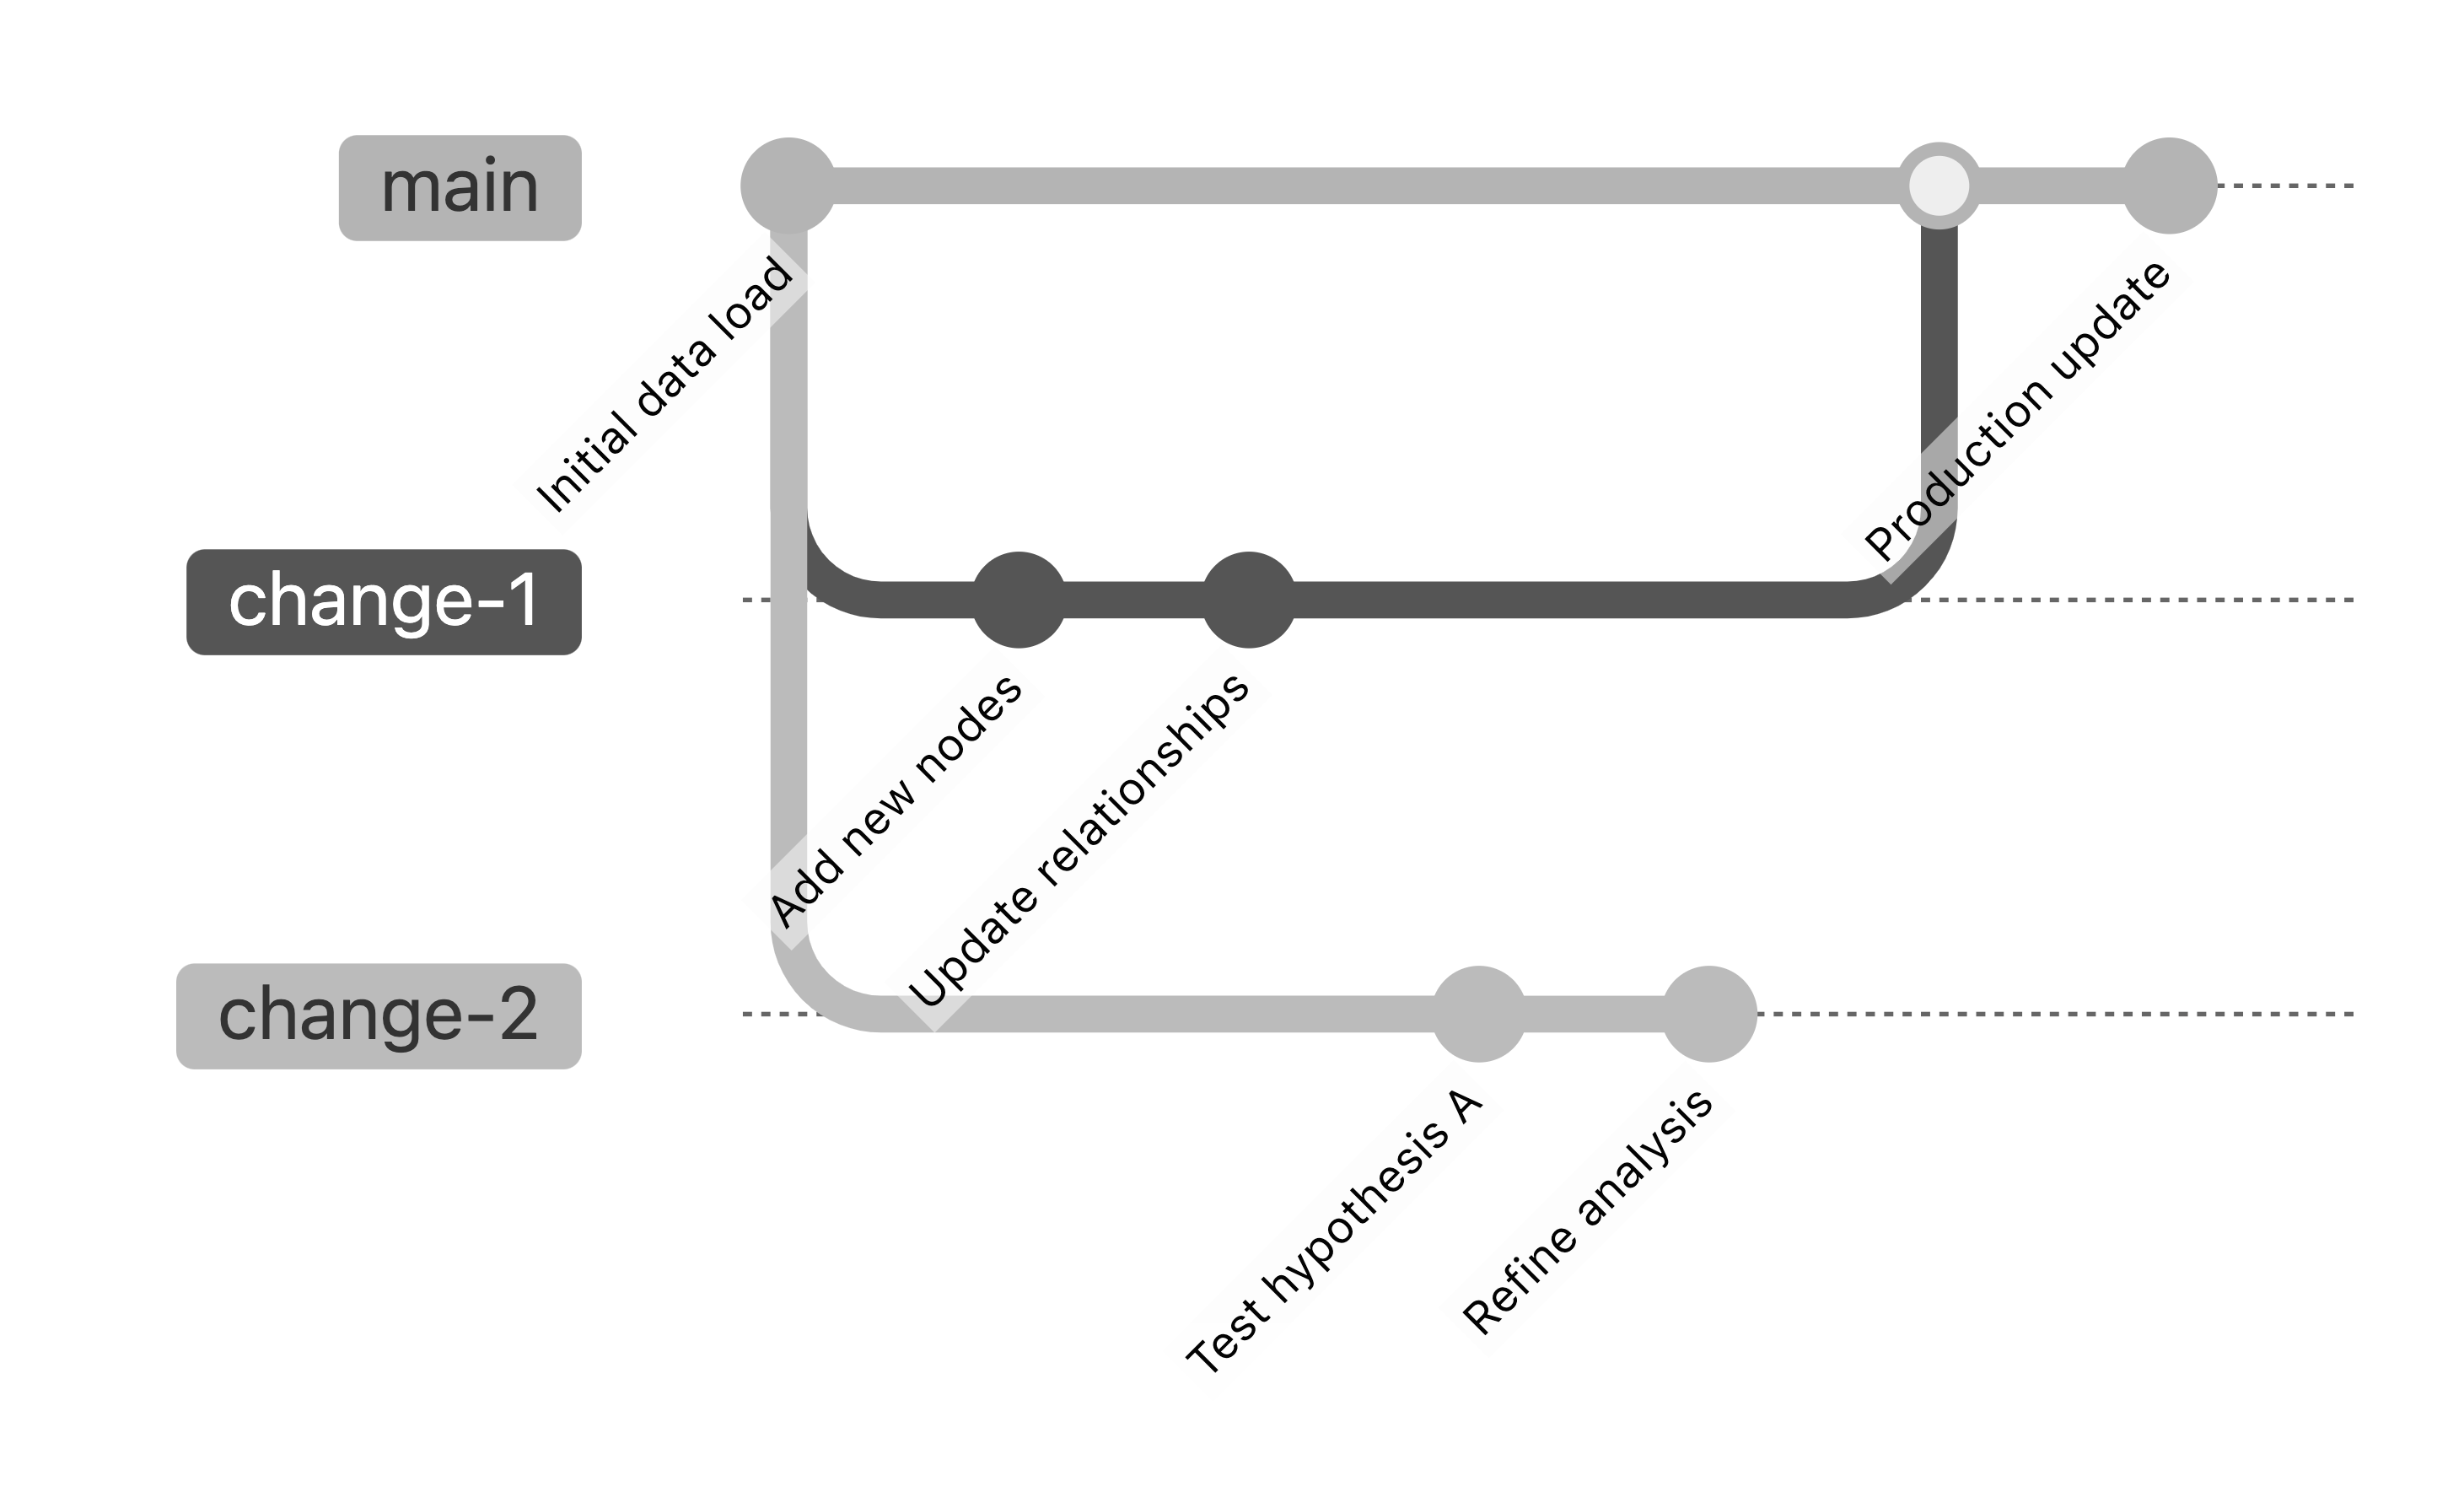 main
Initial data load
Production update
change-1
Add new nodes
Update relationships
change-2
Test hypothesis A
Refine analysis